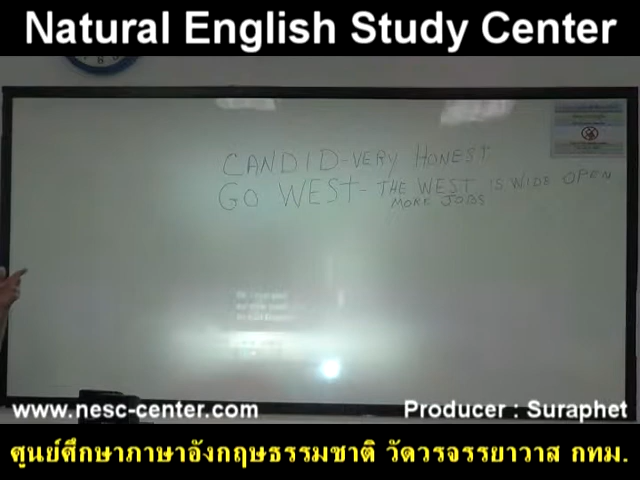 Natural English Study Center
CANDID-VERY HONEST
GO WEST-THE WEST IS WIDE OPEN
MORE JOBS
www.nesc-center.com
Producer : Suraphet
ศูนย์ศึกษาภาษาอังกฤษธรรมชาติ วัดวรจรรยาวาส กทม.